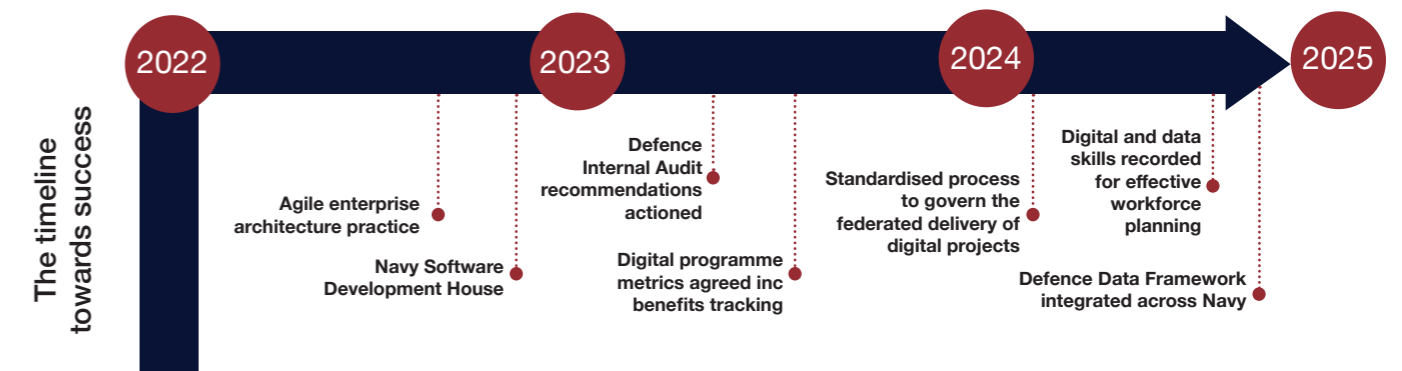 The timeline
towards success
2022
2023
2024
2025
Agile enterprise
architecture practice
Navy Software
Development House
Defence
Internal Audit
recommendations
actioned
Digital programme
metrics agreed inc
benefits tracking
Standardised process
to govern the
federated delivery of
digital projects
Digital and data
skills recorded
for effective
workforce
planning
Defence Data Framework
integrated across Navy